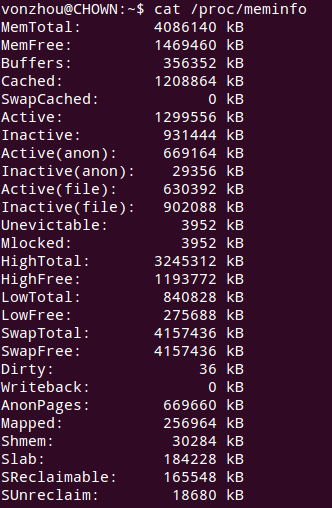 vonzhou@CHOWN:~$ cat /proc/meminfo
MemTotal:        4086140 kB
MemFree:         1469460 kB
Buffers:          356352 kB
Cached:          1208864 kB
SwapCached:            0 kB
Active:          1299556 kB
Inactive:         931444 kB
Active(anon):     669164 kB
Inactive(anon):    29356 kB
Active(file):     630392 kB
Inactive(file):   902088 kB
Unevictable:        3952 kB
Mlocked:            3952 kB
HighTotal:       3245312 kB
HighFree:        1193772 kB
LowTotal:         840828 kB
LowFree:          275688 kB
SwapTotal:       4157436 kB
SwapFree:        4157436 kB
Dirty:                36 kB
Writeback:             0 kB
AnonPages:        669660 kB
Mapped:           256964 kB
Shmem:             30284 kB
Slab:             184228 kB
SReclaimable:     165548 kB
SUnreclaim:        18680 kB